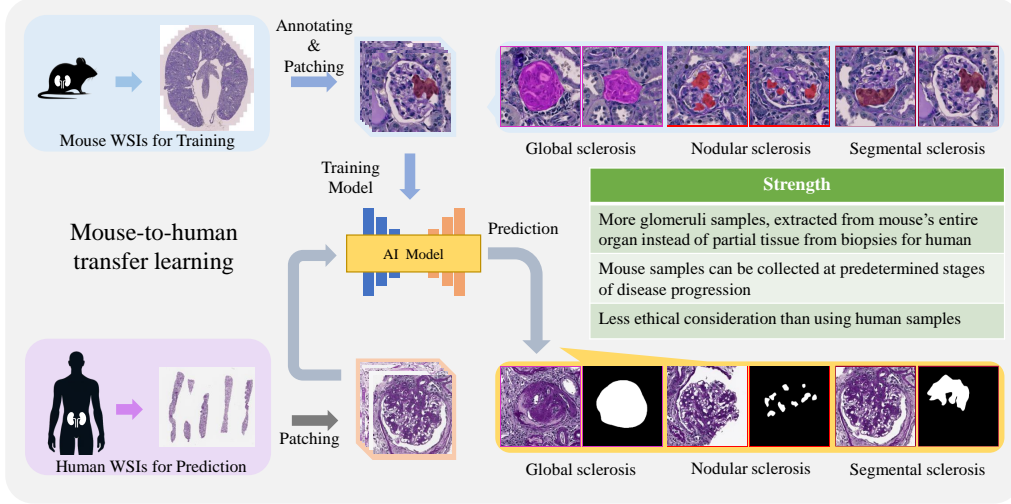 Annotating
&
Patching
Mouse WSIs for Training
Global sclerosis
Nodular sclerosis
Segmental sclerosis
Training
Model
Mouse-to-human
transfer learning
AI Model
Prediction
Strength
More glomeruli samples, extracted from mouse's entire
organ instead of partial tissue from biopsies for human
Mouse samples can be collected at predetermined stages
of disease progression
Less ethical consideration than using human samples
Human WSIs for Prediction
Patching
Global sclerosis
Nodular sclerosis
Segmental sclerosis